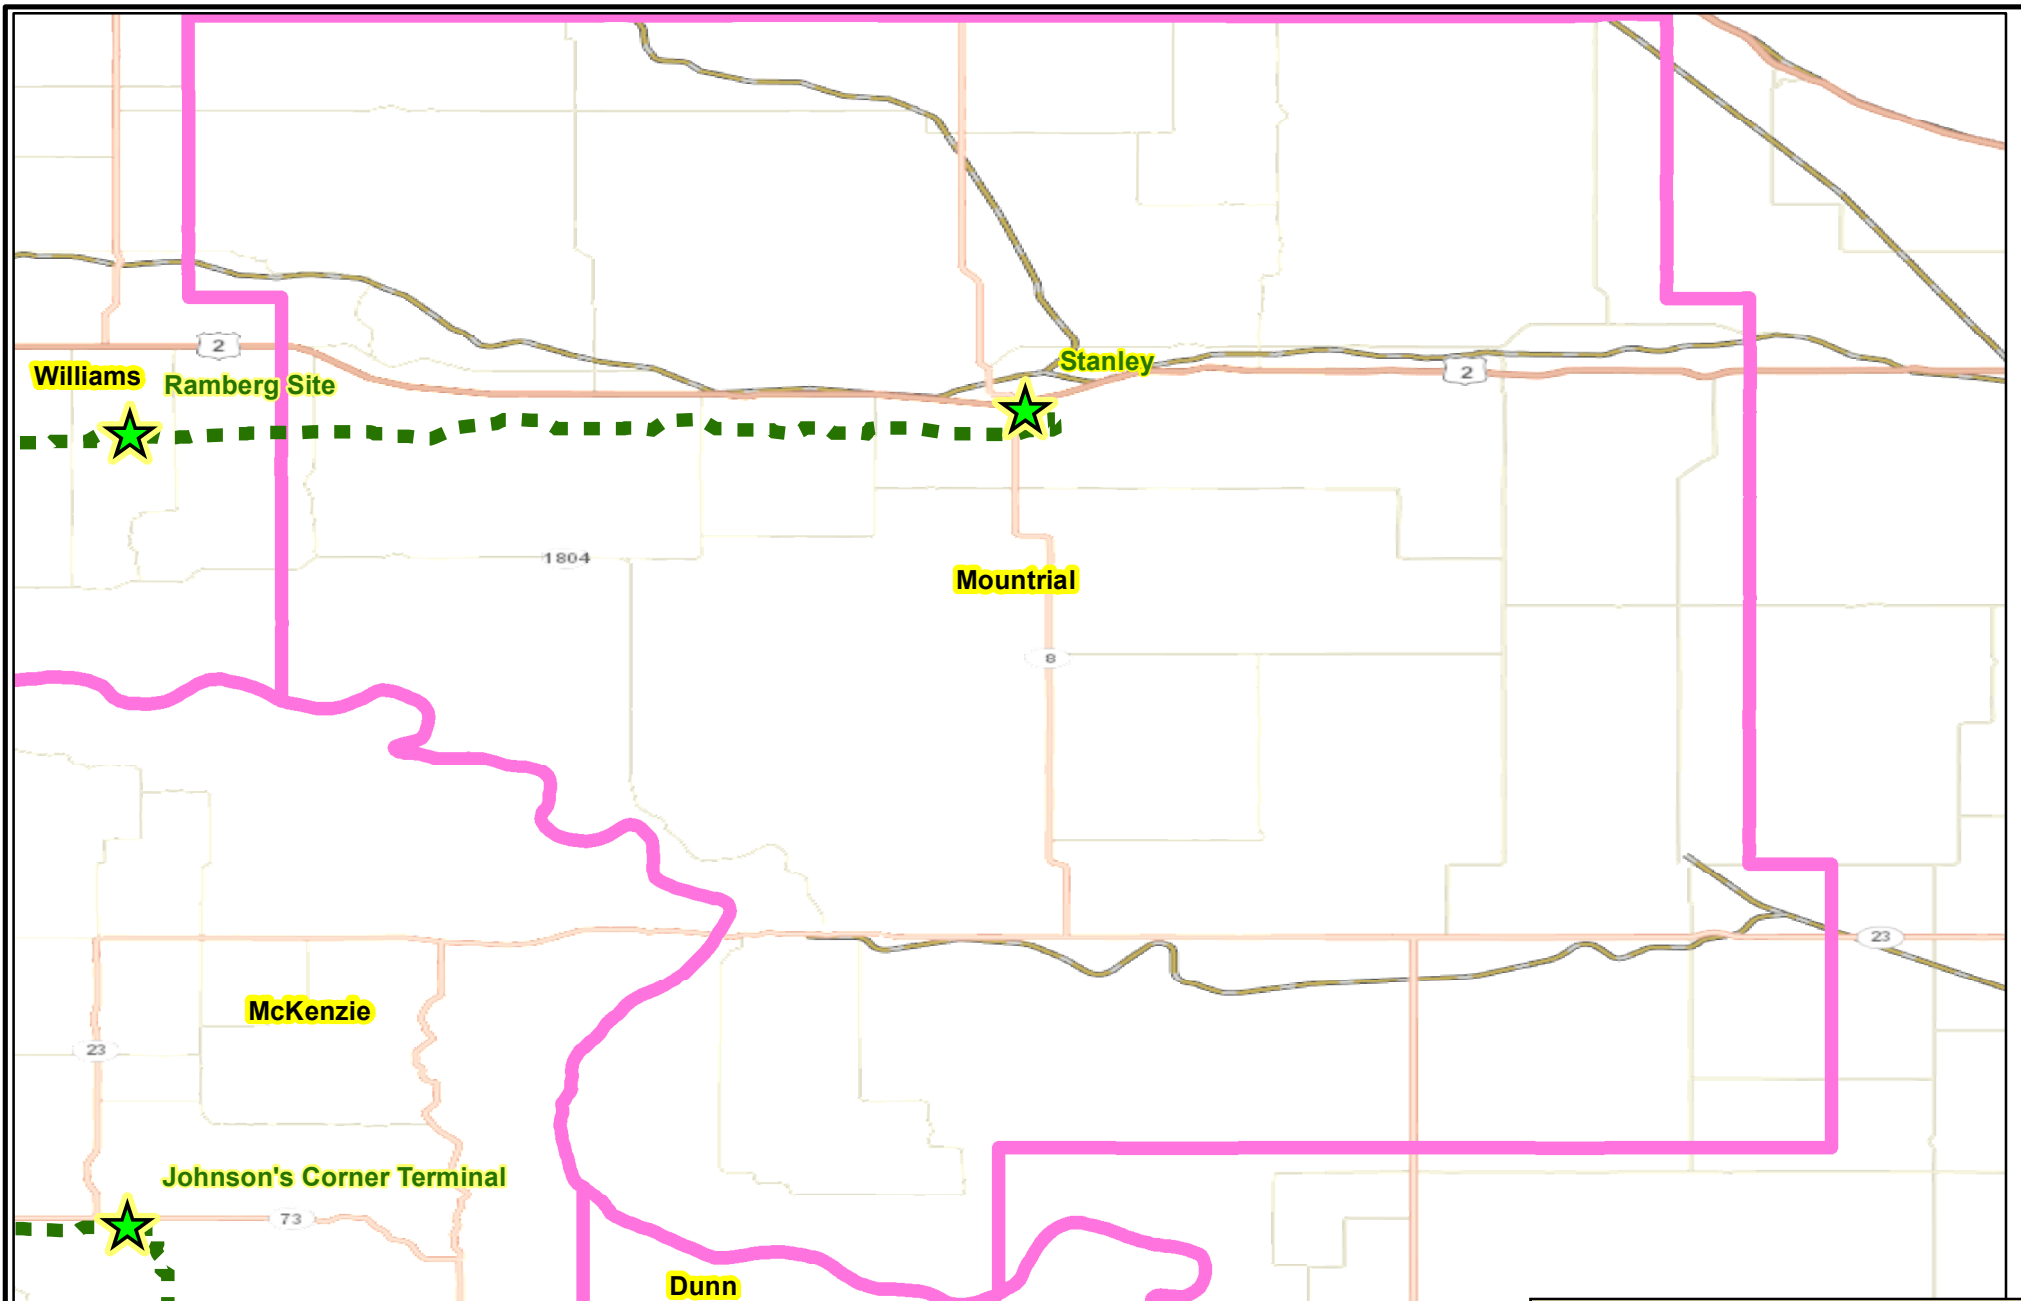 2
Williams
Ramberg Site
Stanley
2
1804
Mountrial
8
23
McKenzie
23
Johnson's Corner Terminal
73
Dunn